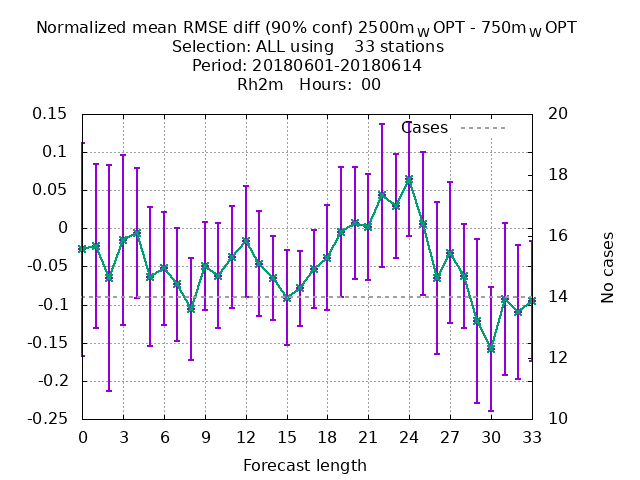 Normalized mean RMSE diff (90% conf) 2500m_W OPT - 750m_W OPT
Selection: ALL using    33 stations
Period: 20180601-20180614
Rh2m   Hours: 00
Cases
0.15
0.1
0.05
0
-0.05
-0.1
-0.15
-0.2
-0.25
20
18
16
14
12
10
No cases
0 3 6 9 12 15 18 21 24 27 30 33
Forecast length